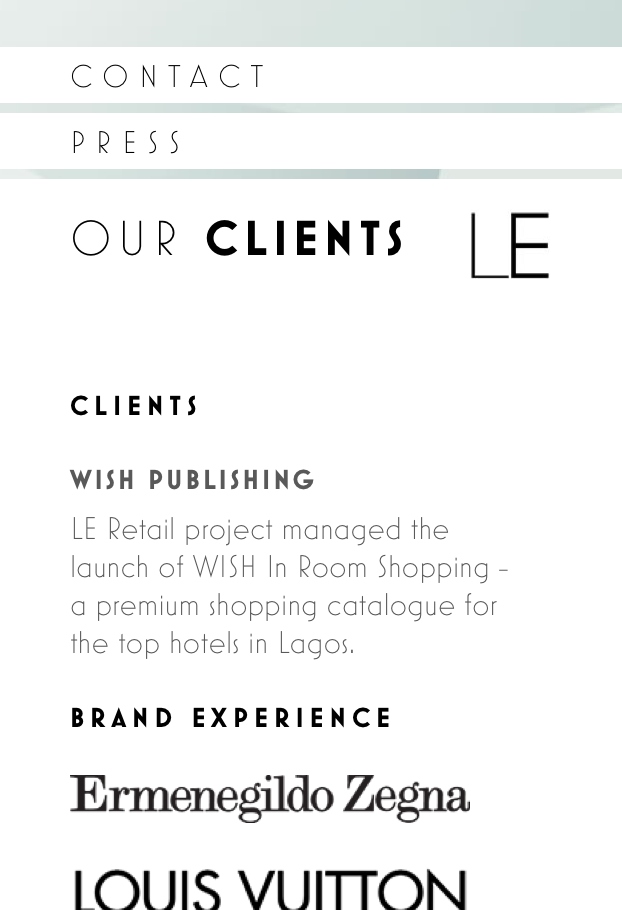 CONTACT
PRESS
OUR CLIENTS
LE
CLIENTS
WISH PUBLISHING
LE Retail project managed the
launch of WISH In Room Shopping –
a premium shopping catalogue for
the top hotels in Lagos.
BRAND EXPERIENCE
Ermenegildo Zegna
LOUIS VUITTON